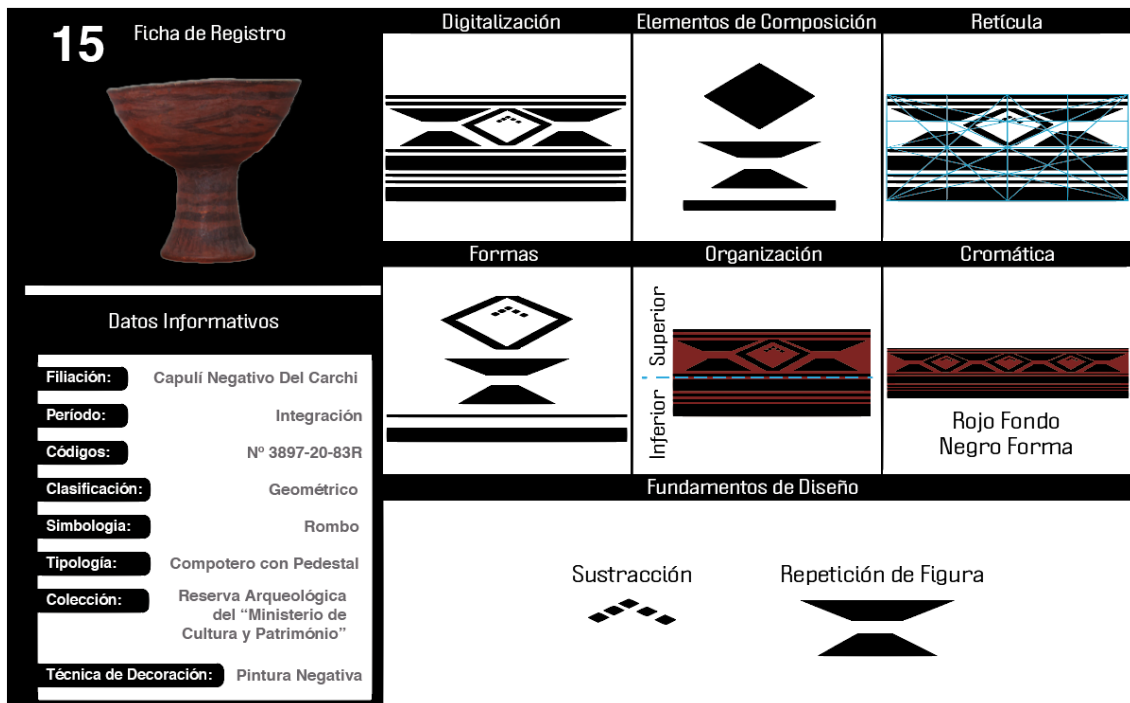 15
Ficha de Registro
Datos Informativos
Filiación: Capulí Negativo Del Carchi
Período: Integración
Códigos: Nº 3897-20-83R
Clasificación: Geométrico
Simbologia: Rombo
Tipología: Compotero con Pedestal
Colección: Reserva Arqueológica
del “Ministerio de
Cultura y Património”
Técnica de Decoración: Pintura Negativa
Digitalización
Elementos de Composición
Retícula
Formas
Organización
Superior
Inferior
Cromática
Rojo Fondo
Negro Forma
Fundamentos de Diseño
Sustracción
Repetición de Figura